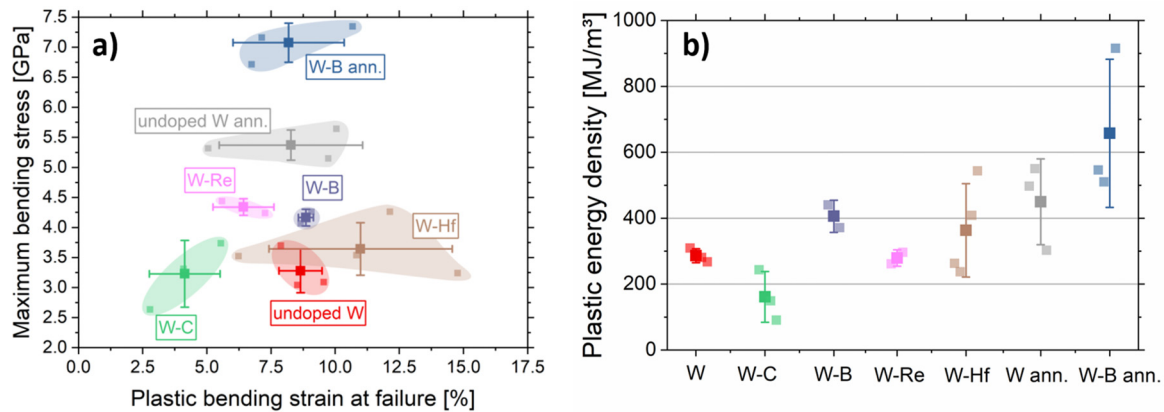 a)
Maximum bending stress [GPa]
7.5
7.0
6.5
6.0
5.5
5.0
4.5
4.0
3.5
3.0
2.5
2.0
W-B ann.
undoped W ann.
W-Re
W-B
W-Hf
W-C
undoped W
0.0 2.5 5.0 7.5 10.0 12.5 15.0 17.5
Plastic bending strain at failure [%]
b)
Plastic energy density [MJ/m³]
1000
800
600
400
200
0
W W-C W-B W-Re W-Hf W ann. W-B ann.